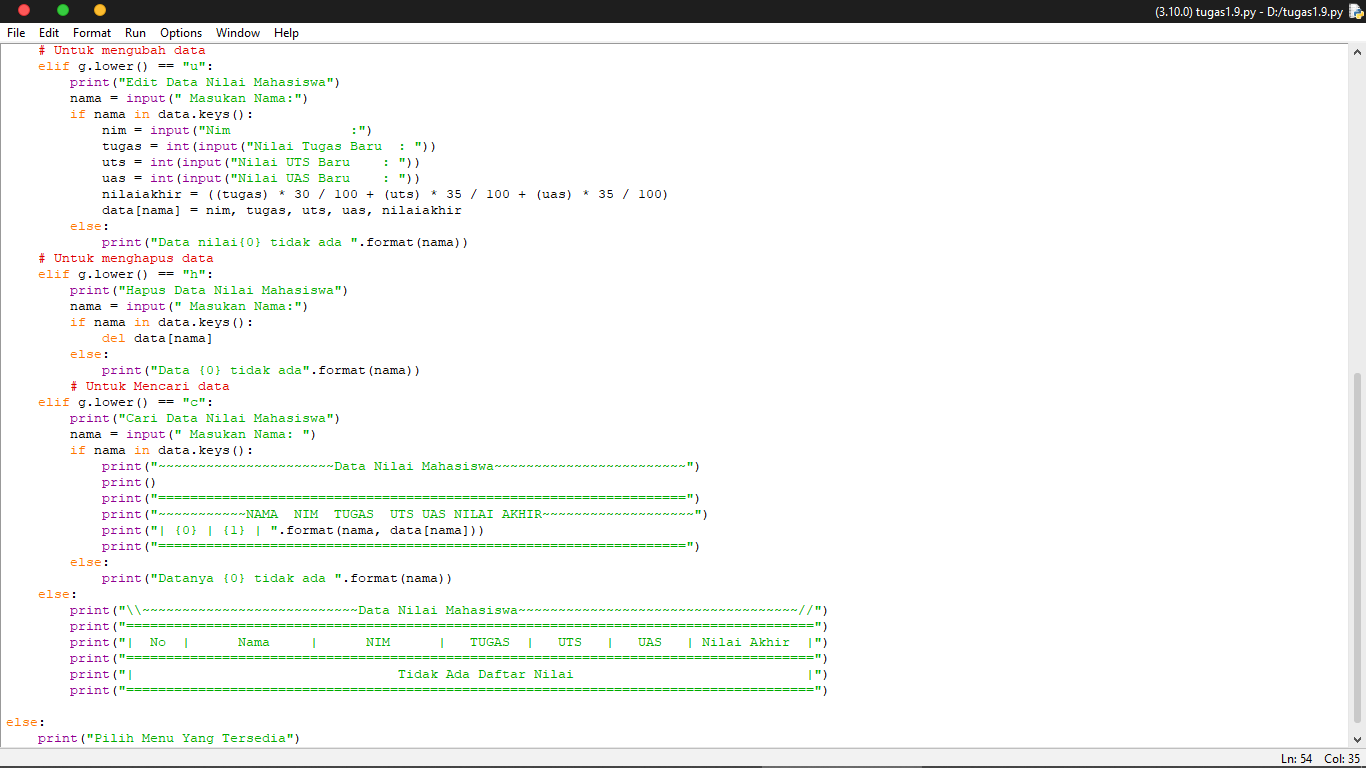 (3.10.0) tugas1.9.py - D:/tugas1.9.py
File Edit Format Run Options Window Help
    # Untuk mengubah data
    elif g.lower() == "u":
        print("Edit Data Nilai Mahasiswa")
        nama = input(" Masukan Nama:")
        if nama in data.keys():
            nim = input("Nim               :")
            tugas = int(input("Nilai Tugas Baru  : "))
            uts = int(input("Nilai UTS Baru    : "))
            uas = int(input("Nilai UAS Baru    : "))
            nilaiakhir = ((tugas) * 30 / 100 + (uts) * 35 / 100 + (uas) * 35 / 100)
            data[nama] = nim, tugas, uts, uas, nilaiakhir
        else:
            print("Data nilai{0} tidak ada ".format(nama))
    # Untuk menghapus data
    elif g.lower() == "h":
        print("Hapus Data Nilai Mahasiswa")
        nama = input(" Masukan Nama:")
        if nama in data.keys():
            del data[nama]
        else:
            print("Data {0} tidak ada".format(nama))
        # Untuk Mencari data
    elif g.lower() == "c":
        print("Cari Data Nilai Mahasiswa")
        nama = input(" Masukan Nama: ")
        if nama in data.keys():
            print("~~~~~~~~~~~~~~~~~~~~~~Data Nilai Mahasiswa~~~~~~~~~~~~~~~~~~~~~~~~")
            print()
            print("==================================================================")
            print("~~~~~~~~~~~NAMA  NIM  TUGAS  UTS UAS NILAI AKHIR~~~~~~~~~~~~~~~~~~~")
            print("| {0} | {1} | ".format(nama, data[nama]))
            print("==================================================================")
        else:
            print("Datanya {0} tidak ada ".format(nama))
    else:
        print("\\~~~~~~~~~~~~~~~~~~~~~~~~~~~Data Nilai Mahasiswa~~~~~~~~~~~~~~~~~~~~~~~~~~~~~~~~~~~//")
        print("======================================================================================")
        print("|  No  |      Nama     |      NIM      |   TUGAS  |   UTS   |   UAS   | Nilai Akhir  |")
        print("======================================================================================")
        print("|                                 Tidak Ada Daftar Nilai                             |")
        print("======================================================================================")
else:
    print("Pilih Menu Yang Tersedia")
Ln: 54 Col: 35